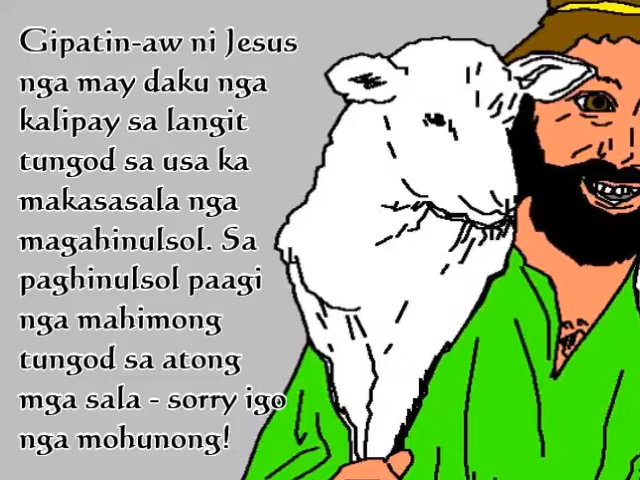 Gipatin-aw ni Jesus
nga may daku nga
kalipay sa langit
tungod sa usa ka
makasasala nga
magahinulsol. Sa
paghinulsol paagi
nga mahimong
tungod sa atong
mga sala - sorry igo
nga mohunong!